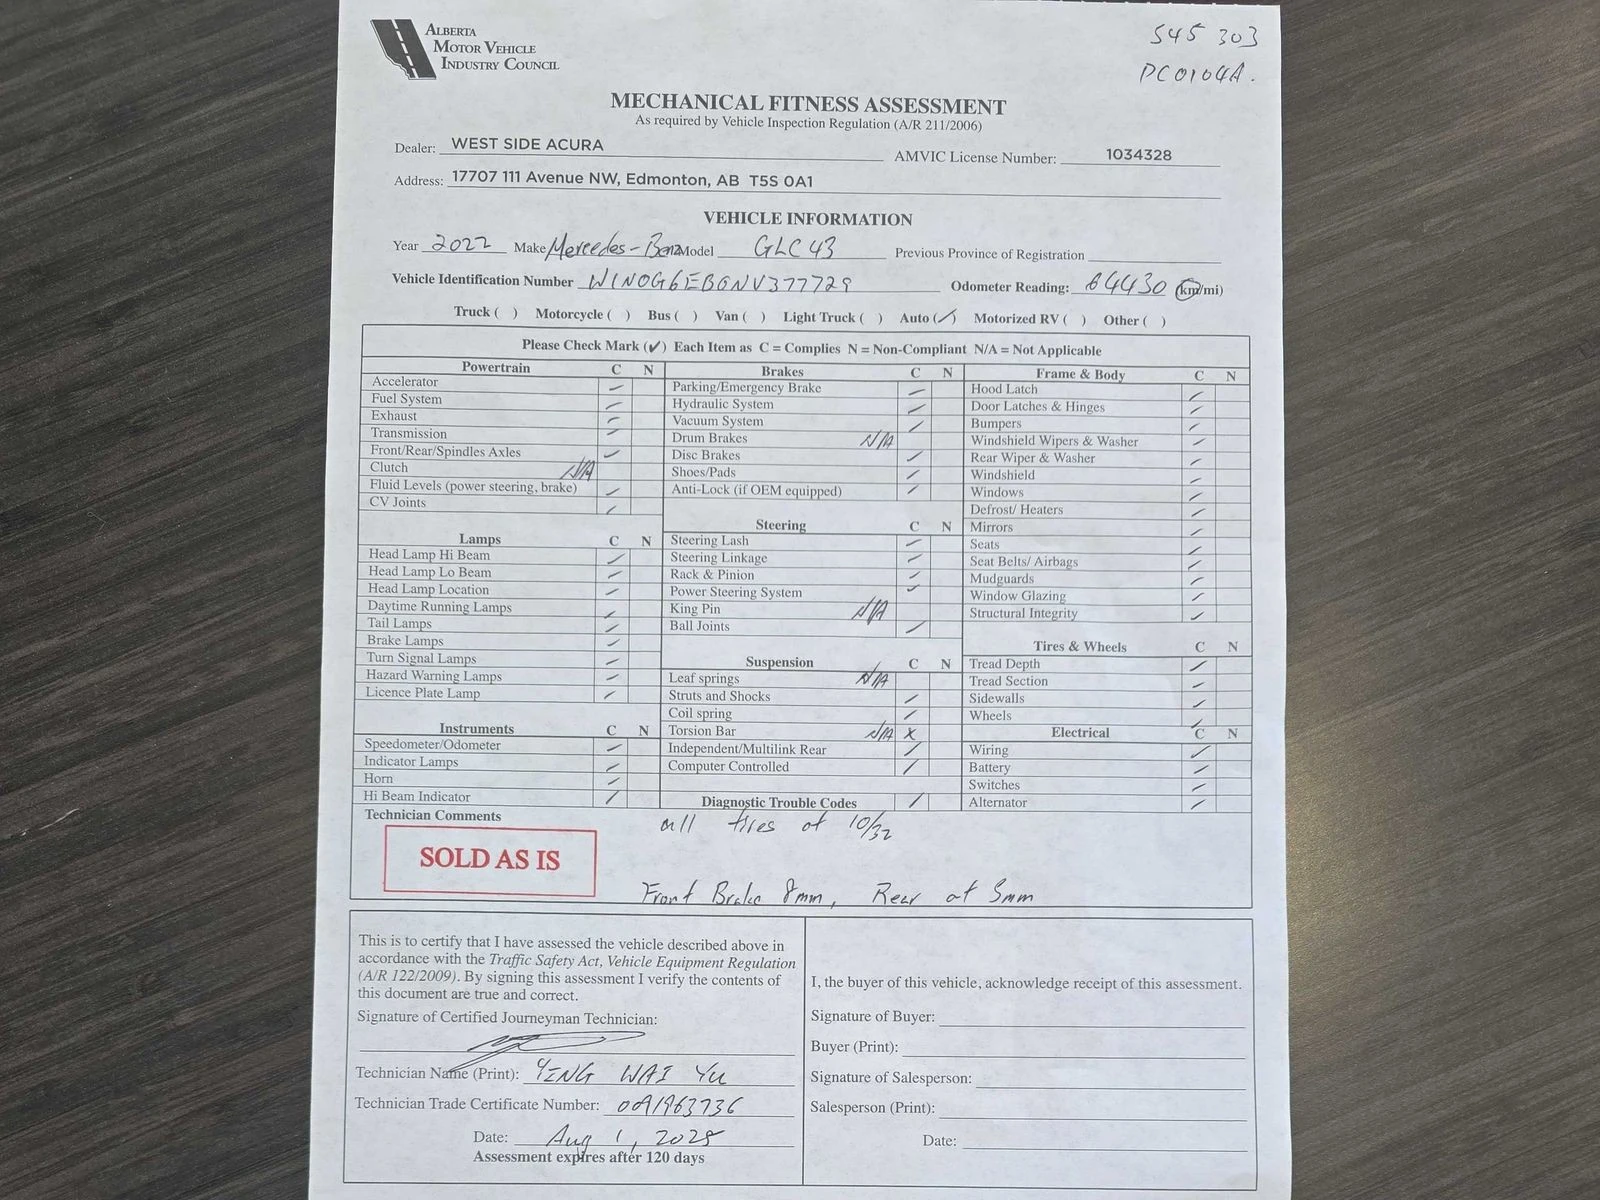 ALBERTA
MOTOR VEHICLE
INDUSTRY COUNCIL
S45 303
PC0104A.
MECHANICAL FITNESS ASSESSMENT
As required by Vehicle Inspection Regulation (A/R 211/2006)
Dealer: WEST SIDE ACURA AMVIC License Number: 1034328
Address: 17707 111 Avenue NW, Edmonton, AB T5S 0A1
VEHICLE INFORMATION
Year 2022 Make Mercedes-Benz Model GLC 43 Previous Province of Registration
Vehicle Identification Number W1N0G6EB0NV377729 Odometer Reading: 64430 (km/mi)
Truck ( ) Motorcycle ( ) Bus ( ) Van ( ) Light Truck ( ) Auto (✓) Motorized RV ( ) Other ( )
Please Check Mark (✓) Each Item as C = Complies N = Non-Compliant N/A = Not Applicable
Powertrain C N
Accelerator ✓
Fuel System ✓
Exhaust ✓
Transmission ✓
Front/Rear/Spindles Axles ✓
Clutch N/A
Fluid Levels (power steering, brake) ✓
CV Joints ✓
Lamps C N
Head Lamp Hi Beam ✓
Head Lamp Lo Beam ✓
Head Lamp Location ✓
Daytime Running Lamps ✓
Tail Lamps ✓
Brake Lamps ✓
Turn Signal Lamps ✓
Hazard Warning Lamps ✓
Licence Plate Lamp ✓
Instruments C N
Speedometer/Odometer ✓
Indicator Lamps ✓
Horn ✓
Hi Beam Indicator ✓
Brakes C N
Parking/Emergency Brake ✓
Hydraulic System ✓
Vacuum System ✓
Drum Brakes N/A
Disc Brakes ✓
Shoes/Pads ✓
Anti-Lock (if OEM equipped) ✓
Steering C N
Steering Lash ✓
Steering Linkage ✓
Rack & Pinion ✓
Power Steering System ✓
King Pin N/A
Ball Joints ✓
Suspension C N
Leaf springs N/A
Struts and Shocks ✓
Coil spring ✓
Torsion Bar N/A X
Independent/Multilink Rear ✓
Computer Controlled ✓
Diagnostic Trouble Codes ✓
Frame & Body C N
Hood Latch ✓
Door Latches & Hinges ✓
Bumpers ✓
Windshield Wipers & Washer ✓
Rear Wiper & Washer ✓
Windshield ✓
Windows ✓
Defrost/ Heaters ✓
Mirrors ✓
Seats ✓
Seat Belts/ Airbags ✓
Mudguards ✓
Window Glazing ✓
Structural Integrity ✓
Tires & Wheels C N
Tread Depth ✓
Tread Section ✓
Sidewalls ✓
Wheels ✓
Electrical C N
Wiring ✓
Battery ✓
Switches ✓
Alternator ✓
Technician Comments
all tires at 10/32
SOLD AS IS
Front Brake 8mm, Rear at 5mm
This is to certify that I have assessed the vehicle described above in
accordance with the Traffic Safety Act, Vehicle Equipment Regulation
(A/R 122/2009). By signing this assessment I verify the contents of
this document are true and correct.
Signature of Certified Journeyman Technician:
Technician Name (Print): YING WAI YU
Technician Trade Certificate Number: 0A1963736
Date: Aug 1, 2025
Assessment expires after 120 days
I, the buyer of this vehicle, acknowledge receipt of this assessment.
Signature of Buyer:
Buyer (Print):
Signature of Salesperson:
Salesperson (Print):
Date: